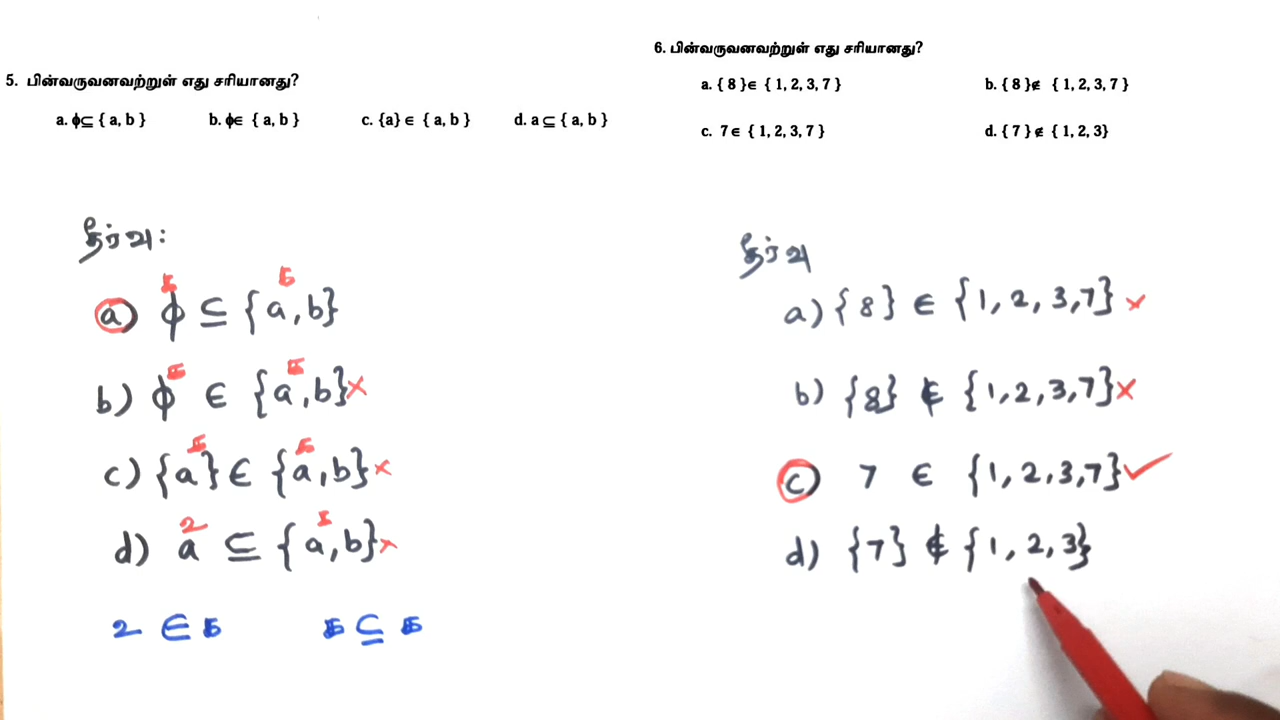 5. பின்வருவனவற்றுள் எது சரியானது?
a. ϕ⊆ { a, b }
b. ϕ∈ { a, b }
c. {a} ∈ { a, b }
d. a ⊆ { a, b }
தீர்வு:
a) ϕ ⊆ {a,b}
க க
b) ϕ ∈ {a,b}×
க க
c) {a} ∈ {a,b}×
க க
d) a ⊆ {a,b}×
உ க
உ ∈ க
க ⊆ க
6. பின்வருவனவற்றுள் எது சரியானது?
a. { 8 }∈ { 1, 2, 3, 7 }
b. { 8 }∉ { 1, 2, 3, 7 }
c. 7∈ { 1, 2, 3, 7 }
d. { 7 } ∉ { 1, 2, 3}
தீர்வு
a) {8} ∈ {1, 2, 3,7} ×
b) {8} ∉ {1,2,3,7}×
c) 7 ∈ {1, 2,3,7}✓
d) {7} ∉ {1, 2, 3}